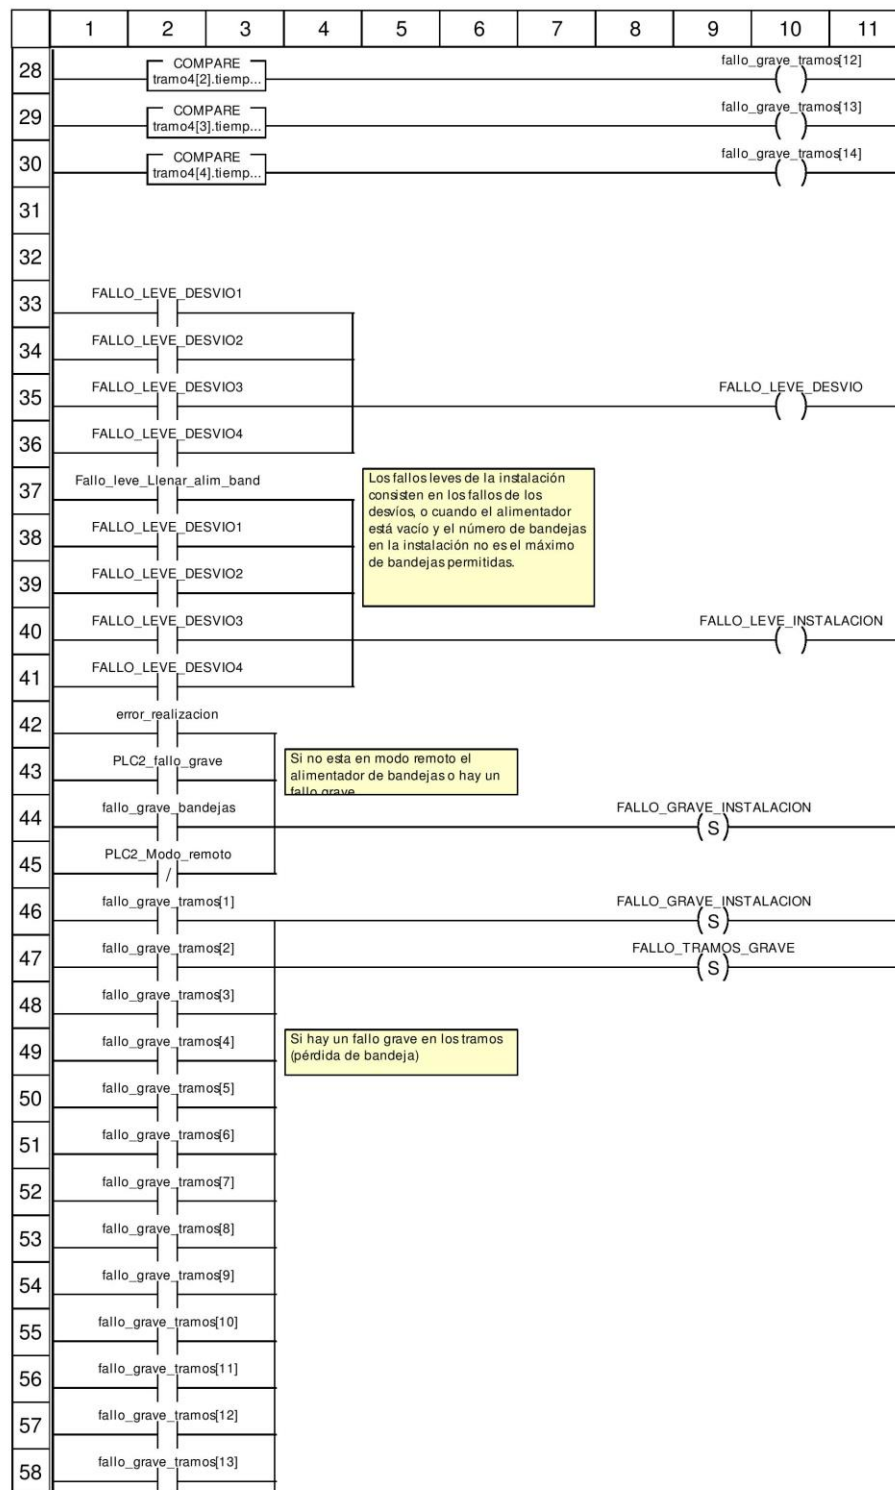 1 2 3 4 5 6 7 8 9 10 11
28
COMPARE
tramo4[2].tiemp...
fallo_grave_tramos[12]
29
COMPARE
tramo4[3].tiemp...
fallo_grave_tramos[13]
30
COMPARE
tramo4[4].tiemp...
fallo_grave_tramos[14]
31
32
33
FALLO_LEVE_DESVIO1
34
FALLO_LEVE_DESVIO2
35
FALLO_LEVE_DESVIO3
FALLO_LEVE_DESVIO
36
FALLO_LEVE_DESVIO4
37
Fallo_leve_Llenar_alim_band
Los fallos leves de la instalación
consisten en los fallos de los
desvíos, o cuando el alimentador
está vacío y el número de bandejas
en la instalación no es el máximo
de bandejas permitidas.
38
FALLO_LEVE_DESVIO1
39
FALLO_LEVE_DESVIO2
40
FALLO_LEVE_DESVIO3
FALLO_LEVE_INSTALACION
41
FALLO_LEVE_DESVIO4
42
error_realizacion
43
PLC2_fallo_grave
Si no esta en modo remoto el
alimentador de bandejas o hay un
fallo grave
44
fallo_grave_bandejas
FALLO_GRAVE_INSTALACION
S
45
PLC2_Modo_remoto
/
46
fallo_grave_tramos[1]
FALLO_GRAVE_INSTALACION
S
47
fallo_grave_tramos[2]
FALLO_TRAMOS_GRAVE
S
48
fallo_grave_tramos[3]
49
fallo_grave_tramos[4]
Si hay un fallo grave en los tramos
(pérdida de bandeja)
50
fallo_grave_tramos[5]
51
fallo_grave_tramos[6]
52
fallo_grave_tramos[7]
53
fallo_grave_tramos[8]
54
fallo_grave_tramos[9]
55
fallo_grave_tramos[10]
56
fallo_grave_tramos[11]
57
fallo_grave_tramos[12]
58
fallo_grave_tramos[13]